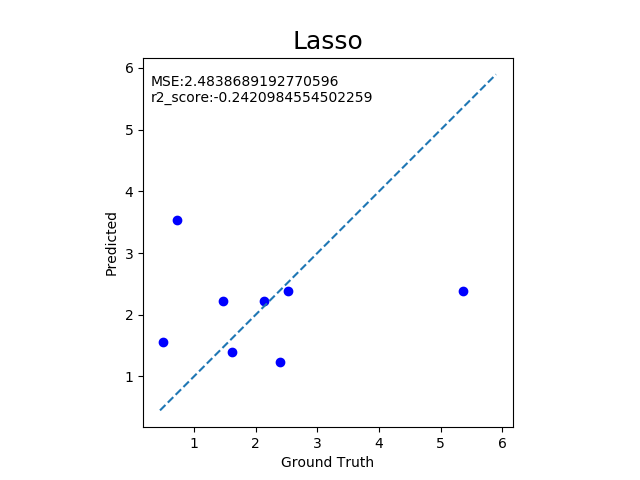 Lasso
MSE:2.4838689192770596
r2_score:-0.2420984554502259
6
5
4
3
2
1
Predicted
1 2 3 4 5 6
Ground Truth